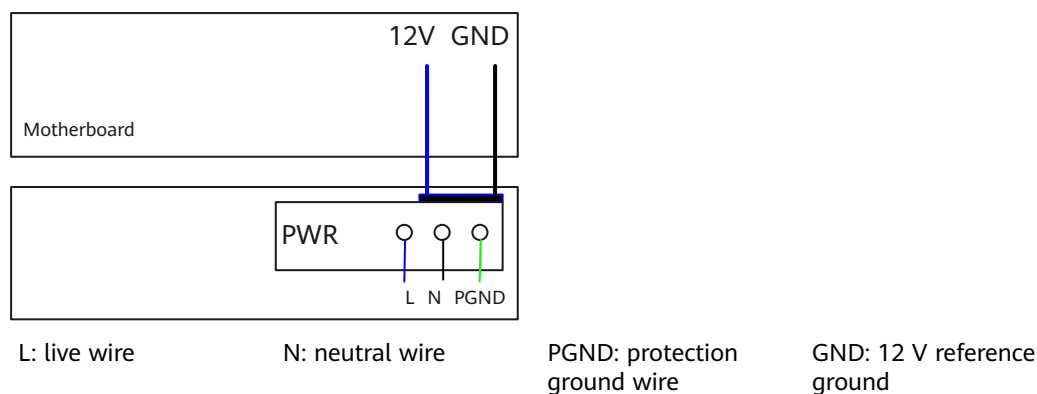 12V GND
Motherboard
PWR
L N PGND
L: live wire
N: neutral wire
PGND: protection
ground wire
GND: 12 V reference
ground